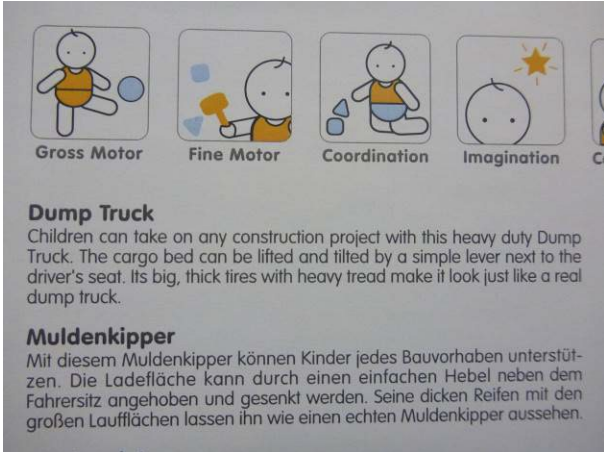 Gross Motor
Fine Motor
Coordination
Imagination
Dump Truck
Children can take on any construction project with this heavy duty Dump
Truck. The cargo bed can be lifted and tilted by a simple lever next to the
driver's seat. Its big, thick tires with heavy tread make it look just like a real
dump truck.
Muldenkipper
Mit diesem Muldenkipper können Kinder jedes Bauvorhaben unterstüt-
zen. Die Ladefläche kann durch einen einfachen Hebel neben dem
Fahrersitz angehoben und gesenkt werden. Seine dicken Reifen mit den
großen Laufflächen lassen ihn wie einen echten Muldenkipper aussehen.